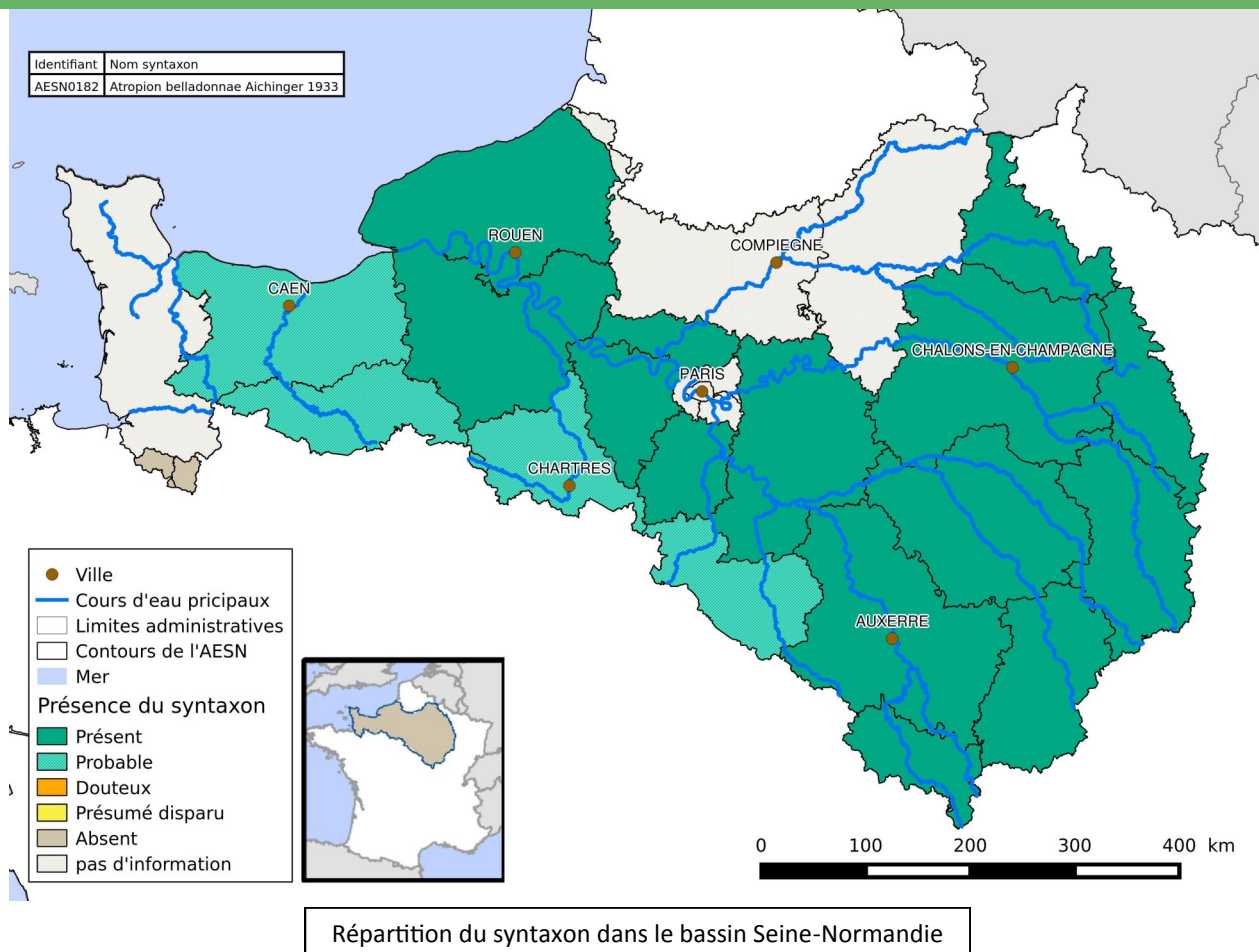 Identifiant Nom syntaxon
AESN0182 Atropion belladonnae Aichinger 1933
ROUEN
COMPIEGNE
CAEN
CHALONS-EN-CHAMPAGNE
PARIS
CHARTRES
AUXERRE
Ville
Cours d'eau pricipaux
Limites administratives
Contours de l'AESN
Mer
Présence du syntaxon
Présent
Probable
Douteux
Présumé disparu
Absent
pas d'information
0 100 200 300 400 km
Répartition du syntaxon dans le bassin Seine-Normandie